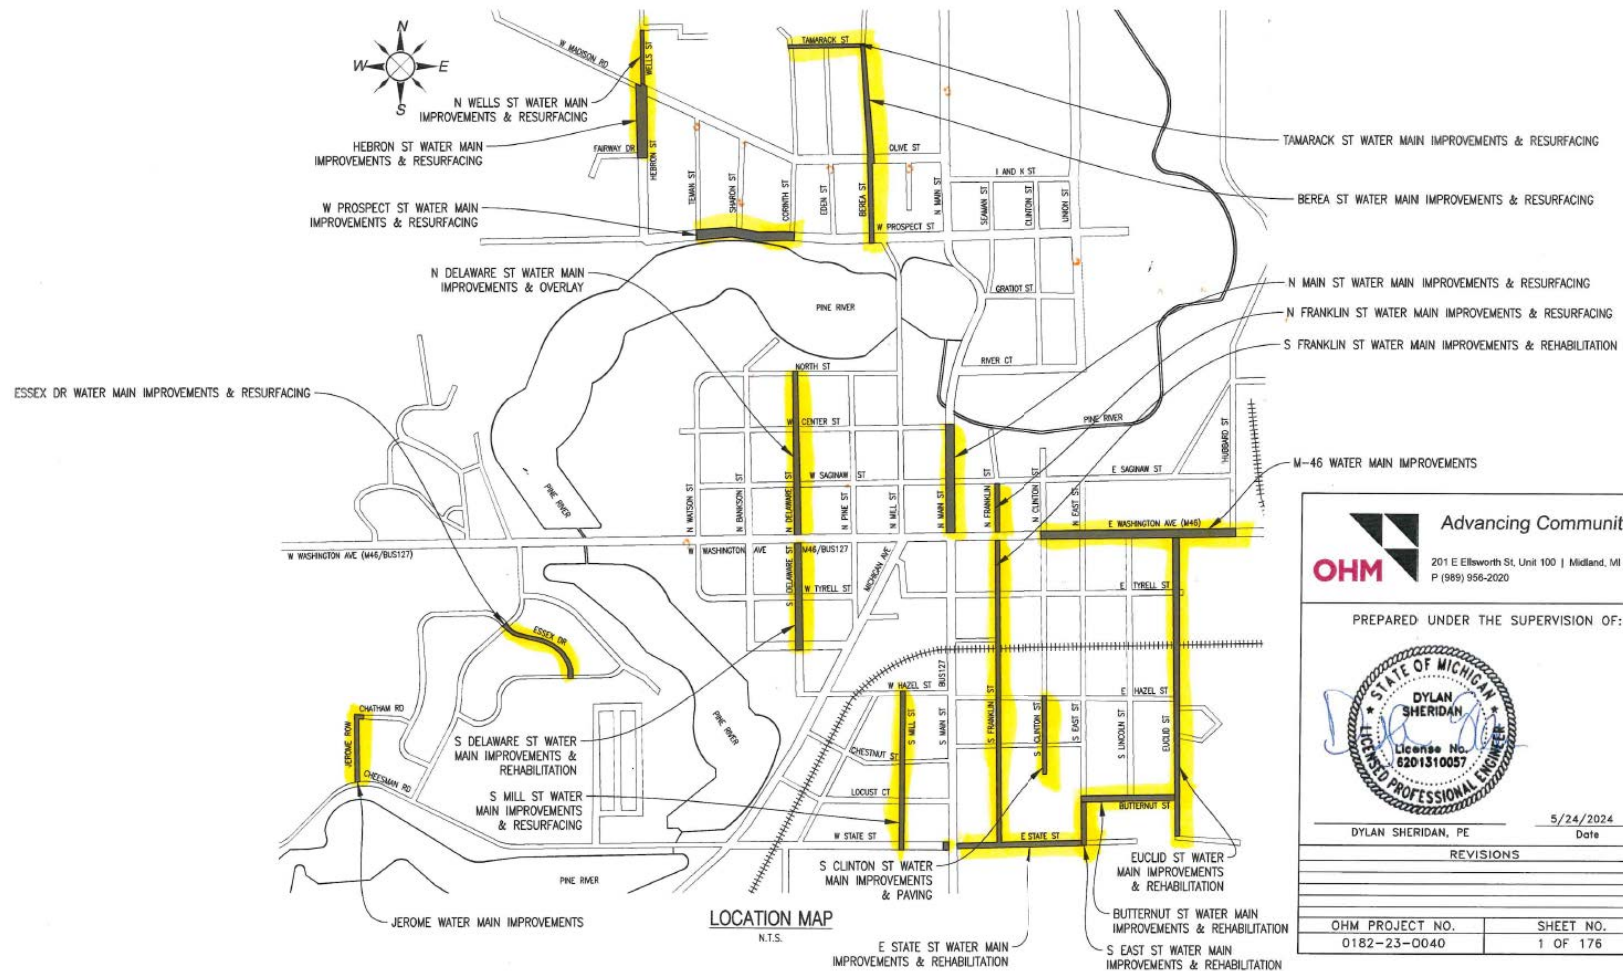 N
W
E
S
N WELLS ST WATER MAIN
IMPROVEMENTS & RESURFACING
HEBRON ST WATER MAIN
IMPROVEMENTS & RESURFACING
W PROSPECT ST WATER MAIN
IMPROVEMENTS & RESURFACING
N DELAWARE ST WATER MAIN
IMPROVEMENTS & OVERLAY
ESSEX DR WATER MAIN IMPROVEMENTS & RESURFACING
S DELAWARE ST WATER
MAIN IMPROVEMENTS &
REHABILITATION
S MILL ST WATER
MAIN IMPROVEMENTS
& RESURFACING
JEROME WATER MAIN IMPROVEMENTS
TAMARACK ST WATER MAIN IMPROVEMENTS & RESURFACING
BEREA ST WATER MAIN IMPROVEMENTS & RESURFACING
N MAIN ST WATER MAIN IMPROVEMENTS & RESURFACING
N FRANKLIN ST WATER MAIN IMPROVEMENTS & RESURFACING
S FRANKLIN ST WATER MAIN IMPROVEMENTS & REHABILITATION
M-46 WATER MAIN IMPROVEMENTS
S CLINTON ST WATER
MAIN IMPROVEMENTS
& PAVING
E STATE ST WATER MAIN
IMPROVEMENTS & REHABILITATION
EUCLID ST WATER
MAIN IMPROVEMENTS
& REHABILITATION
BUTTERNUT ST WATER MAIN
IMPROVEMENTS & REHABILITATION
S EAST ST WATER MAIN
IMPROVEMENTS & REHABILITATION
W MADISON RD
WELLS ST
TAMARACK ST
FAIRWAY DR
HEBRON ST
TEMAN ST
SHARON ST
CORINTH ST
EDEN ST
BEREA ST
OLIVE ST
N MAIN ST
I AND N ST
SEAMAN ST
CLINTON ST
UNION ST
W PROSPECT ST
GRATIOT ST
PINE RIVER
RIVER CT
NORTH ST
W CENTER ST
PINE RIVER
HUBBARD ST
W SAGINAW ST
E SAGINAW ST
PINE RIVER
N WATSON ST
N BANKSON ST
N DELAWARE ST
N PINE ST
N MILL ST
N MAIN ST
N FRANKLIN ST
N CLINTON ST
N EAST ST
E WASHINGTON AVE (M46)
W WASHINGTON AVE (M46/BUS127)
W WASHINGTON AVE M46/BUS127
S DELAWARE ST
W TYRELL ST
MICHIGAN AVE
E TYRELL ST
ESSEX DR
W HAZEL ST
BUS127
E HAZEL ST
CHATHAM RD
JEROME ROW
CHEESMAN RD
PINE RIVER
S MILL ST
S MAIN ST
S FRANKLIN ST
S CLINTON ST
S EAST ST
S LINCOLN ST
EUCLID ST
CHESTNUT ST
LOCUST CT
BUTTERNUT ST
W STATE ST
E STATE ST
PINE RIVER
LOCATION MAP
N.T.S.
OHM
Advancing Communit
201 E Ellsworth St, Unit 100 | Midland, MI
P (989) 956-2020
PREPARED UNDER THE SUPERVISION OF:
STATE OF MICHIGAN
DYLAN
SHERIDAN
License No.
6201310057
LICENSED PROFESSIONAL ENGINEER
DYLAN SHERIDAN, PE
5/24/2024
Date
REVISIONS
OHM PROJECT NO.
SHEET NO.
0182-23-0040
1 OF 176